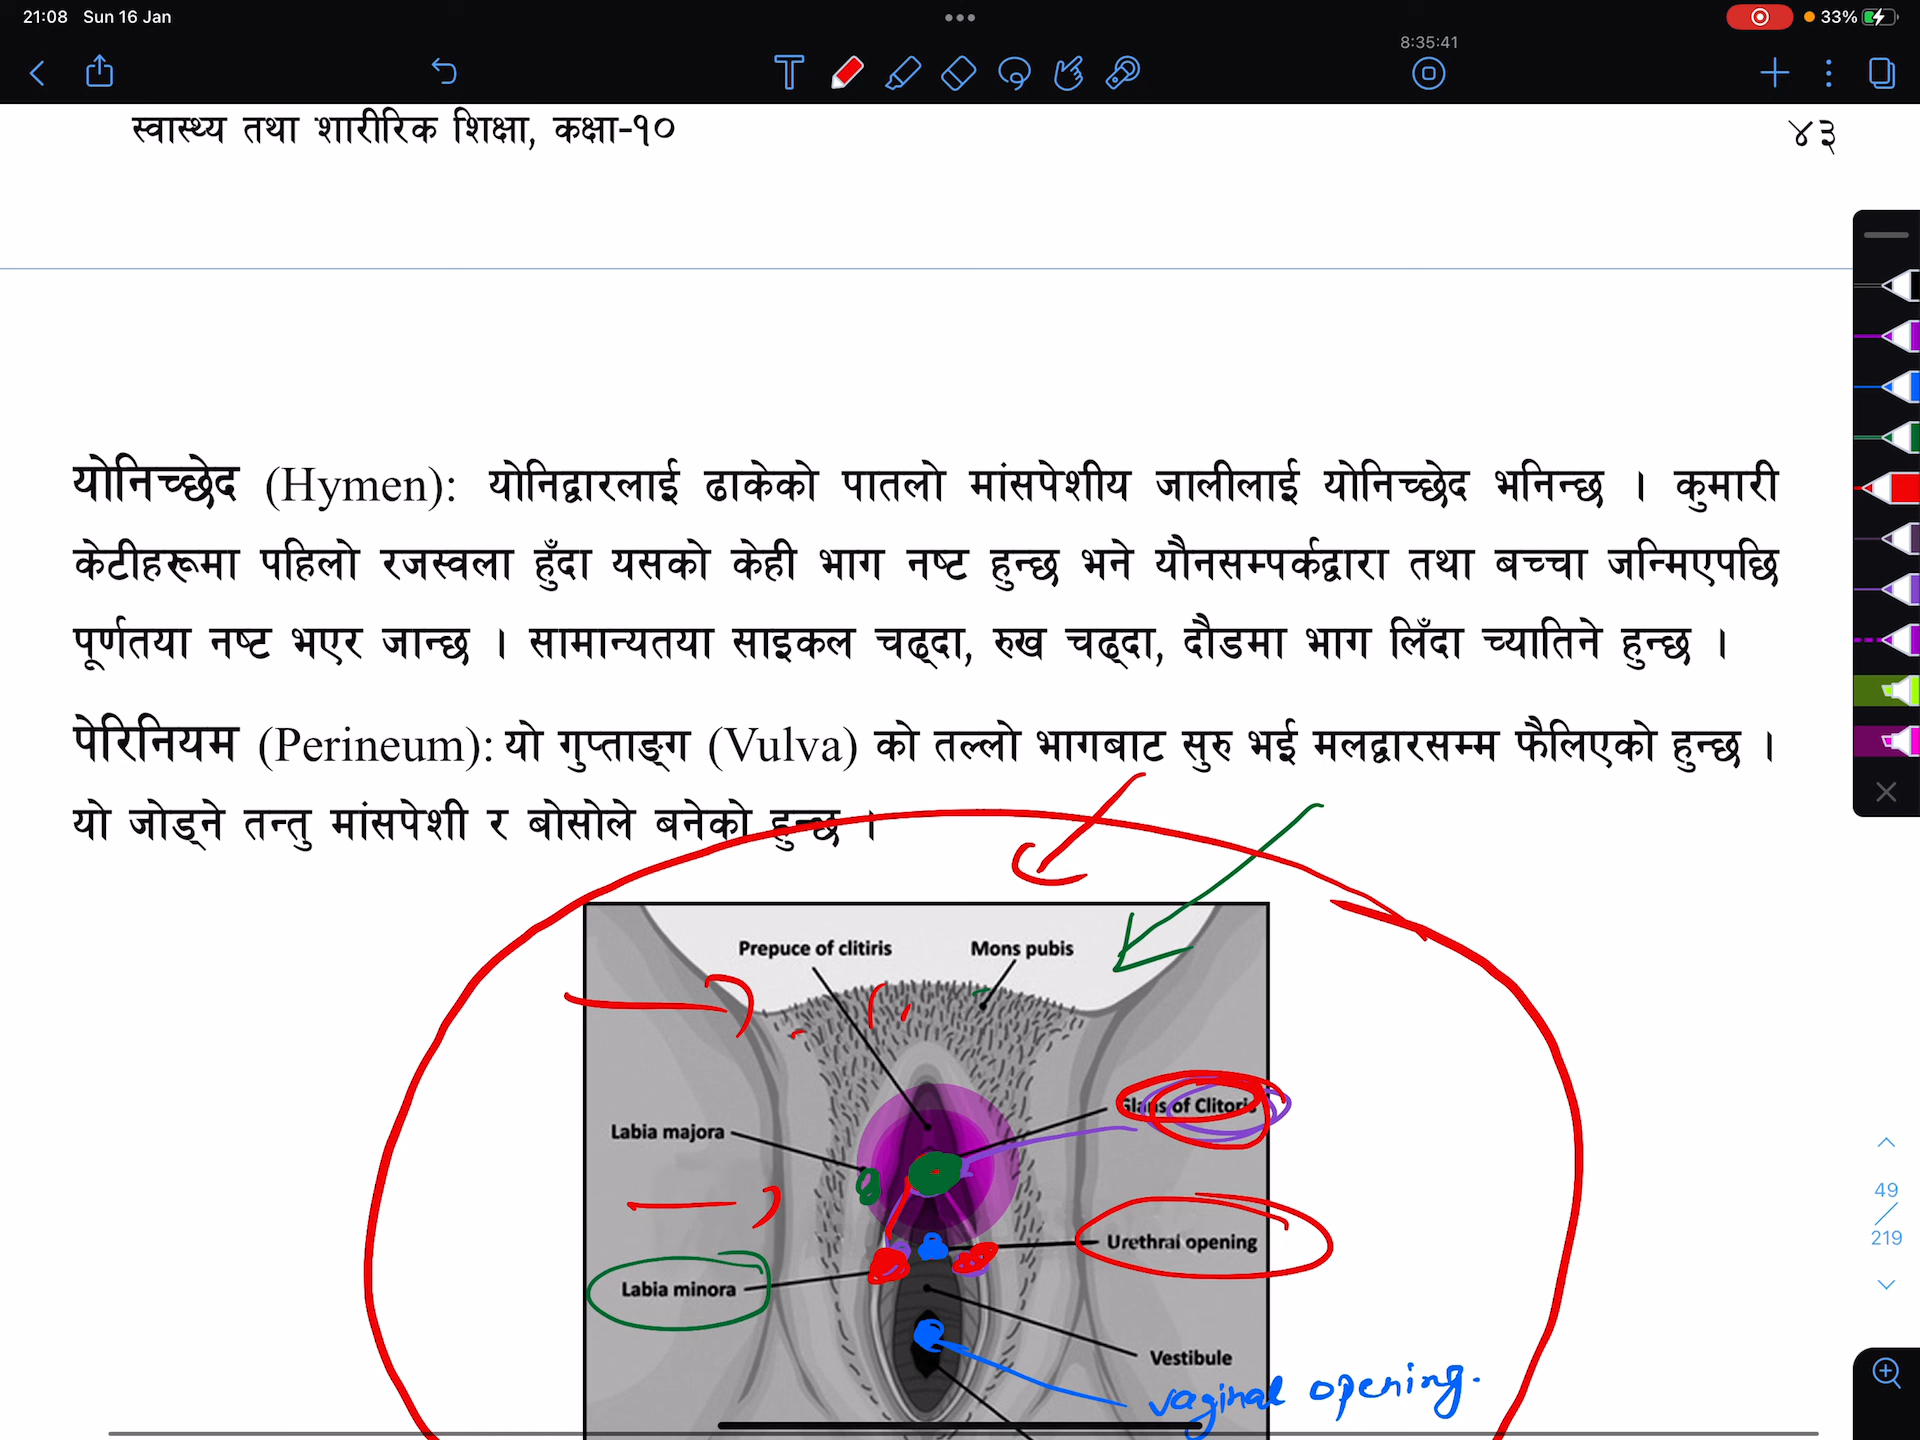 21:08 Sun 16 Jan
33%
8:35:41
स्वास्थ्य तथा शारीरिक शिक्षा, कक्षा-१० ४३
योनिच्छेद (Hymen): योनिद्वारलाई ढाकेको पातलो मांसपेशीय जालीलाई योनिच्छेद भनिन्छ । कुमारी
केटीहरूमा पहिलो रजस्वला हुँदा यसको केही भाग नष्ट हुन्छ भने यौनसम्पर्कद्वारा तथा बच्चा जन्मिएपछि
पूर्णतया नष्ट भएर जान्छ । सामान्यतया साइकल चढ्दा, रुख चढ्दा, दौडमा भाग लिँदा च्यातिने हुन्छ ।
पेरिनियम (Perineum): यो गुप्ताङ्ग (Vulva) को तल्लो भागबाट सुरु भई मलद्वारसम्म फैलिएको हुन्छ ।
यो जोड्ने तन्तु मांसपेशी र बोसोले बनेको हुन्छ ।
Prepuce of clitiris Mons pubis
Glans of Clitoris
Labia majora
Urethral opening
Labia minora
Vestibule
vaginal opening.
49
219